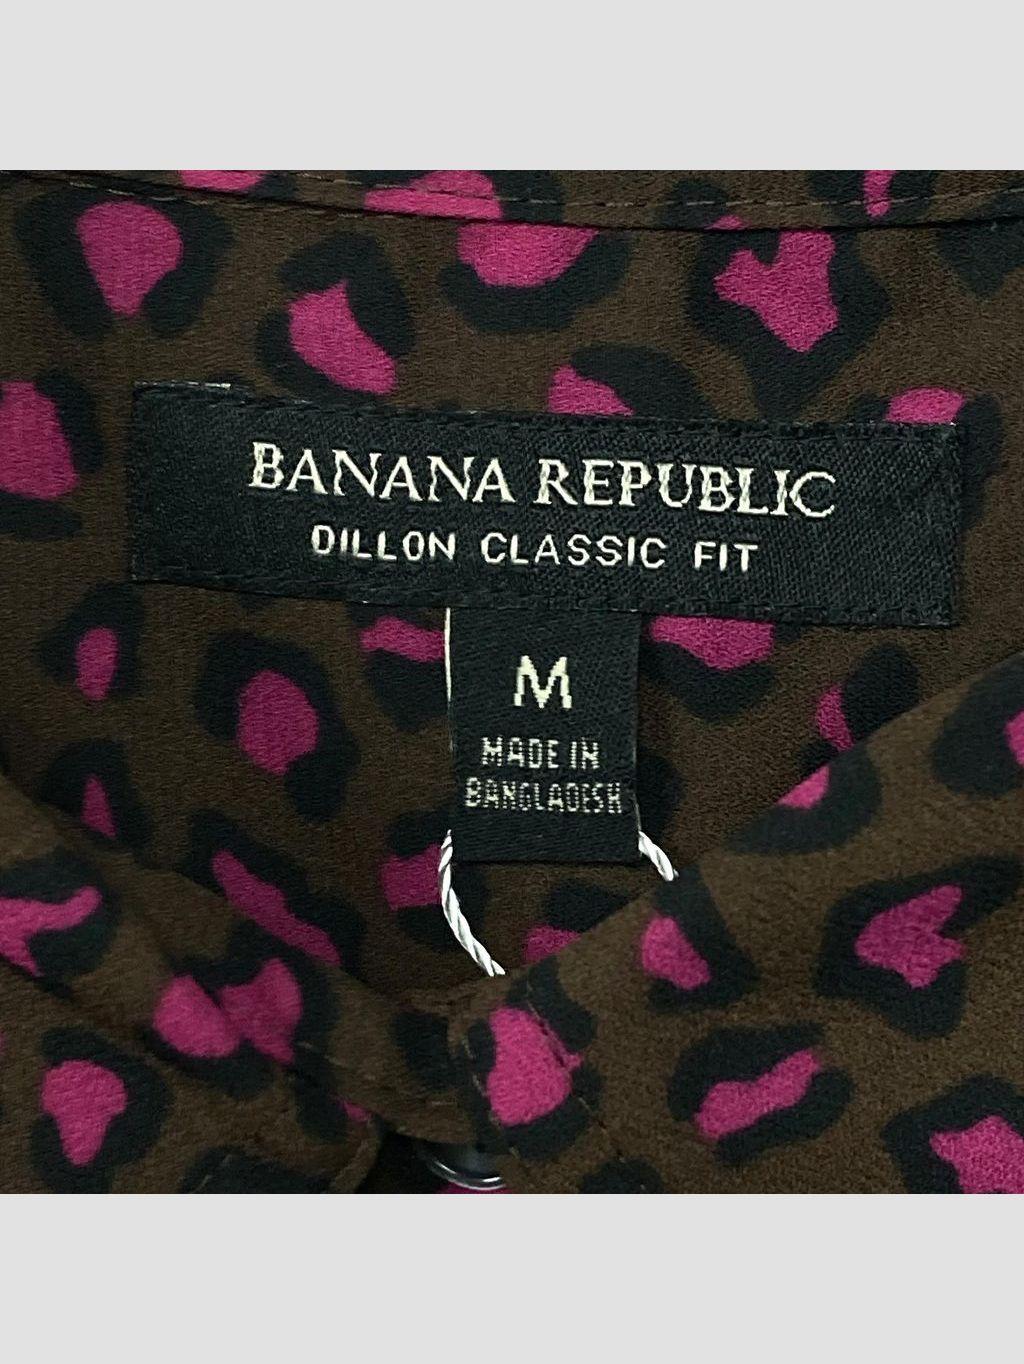 BANANA REPUBLIC
DILLON CLASSIC FIT
M
MADE IN
BANGLADESH